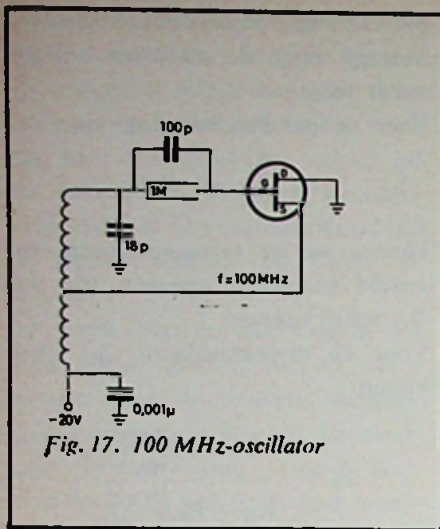 100p
1M
G
D
S
18p
f=100MHz
-20V
0,001µ
Fig. 17. 100 MHz-oscillator